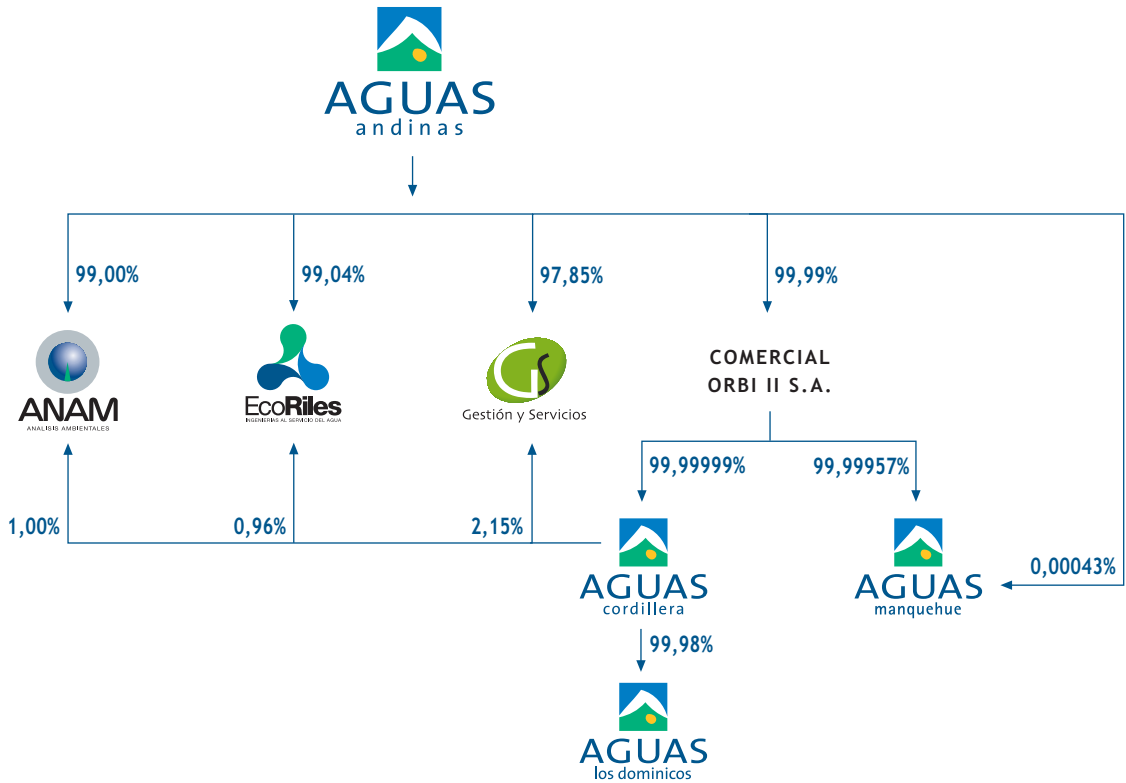 AGUAS
andinas
99,00%
99,04%
97,85%
99,99%
ANAM
ANALISIS AMBIENTALES
EcoRiles
INGENIERIAS AL SERVICIO DEL AGUA
GS
Gestión y Servicios
COMERCIAL
ORBI II S.A.
99,99999%
99,99957%
1,00%
0,96%
2,15%
AGUAS
cordillera
AGUAS
manquehue
0,00043%
99,98%
AGUAS
los dominicos